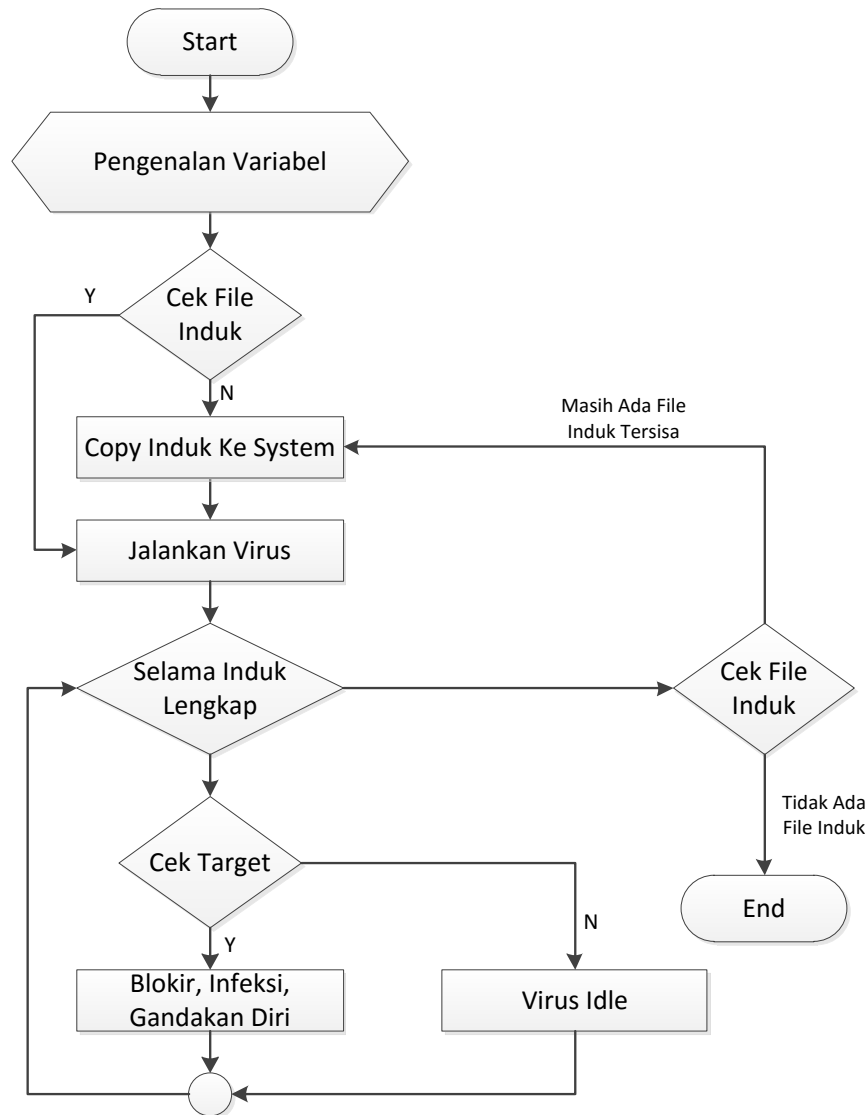 Start
Pengenalan Variabel
Cek File
Induk
Y
N
Copy Induk Ke System
Masih Ada File
Induk Tersisa
Jalankan Virus
Selama Induk
Lengkap
Cek File
Induk
Tidak Ada
File Induk
End
Cek Target
Y
N
Blokir, Infeksi,
Gandakan Diri
Virus Idle